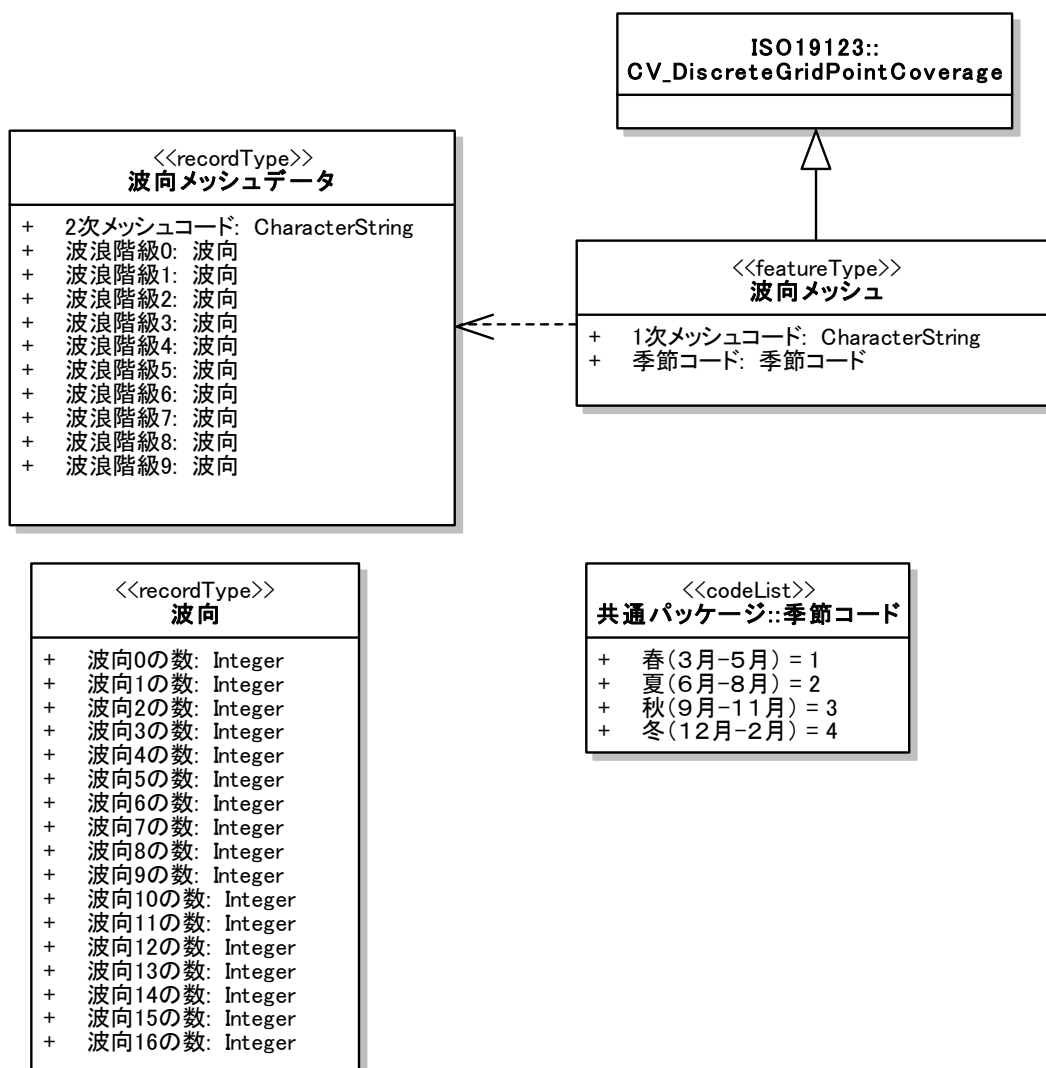 ISO19123::
CV_DiscreteGridPointCoverage
<<recordType>>
波向メッシュデータ
+ 2次メッシュコード: CharacterString
+ 波浪階級0: 波向
+ 波浪階級1: 波向
+ 波浪階級2: 波向
+ 波浪階級3: 波向
+ 波浪階級4: 波向
+ 波浪階級5: 波向
+ 波浪階級6: 波向
+ 波浪階級7: 波向
+ 波浪階級8: 波向
+ 波浪階級9: 波向
<<featureType>>
波向メッシュ
+ 1次メッシュコード: CharacterString
+ 季節コード: 季節コード
<<recordType>>
波向
+ 波向0の数: Integer
+ 波向1の数: Integer
+ 波向2の数: Integer
+ 波向3の数: Integer
+ 波向4の数: Integer
+ 波向5の数: Integer
+ 波向6の数: Integer
+ 波向7の数: Integer
+ 波向8の数: Integer
+ 波向9の数: Integer
+ 波向10の数: Integer
+ 波向11の数: Integer
+ 波向12の数: Integer
+ 波向13の数: Integer
+ 波向14の数: Integer
+ 波向15の数: Integer
+ 波向16の数: Integer
<<codeList>>
共通パッケージ::季節コード
+ 春(3月-5月) = 1
+ 夏(6月-8月) = 2
+ 秋(9月-11月) = 3
+ 冬(12月-2月) = 4